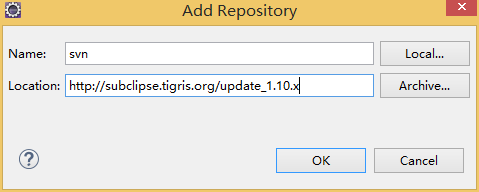 Add Repository
Name: svn Local...
Location: http://subclipse.tigris.org/update_1.10.x Archive...
? OK Cancel